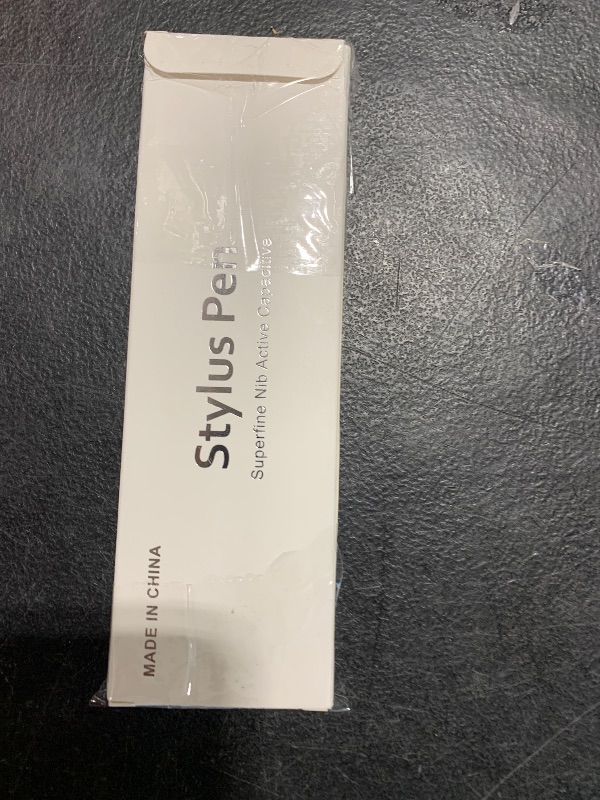 Stylus Pen
Superfine Nib Active Capacitive
MADE IN CHINA